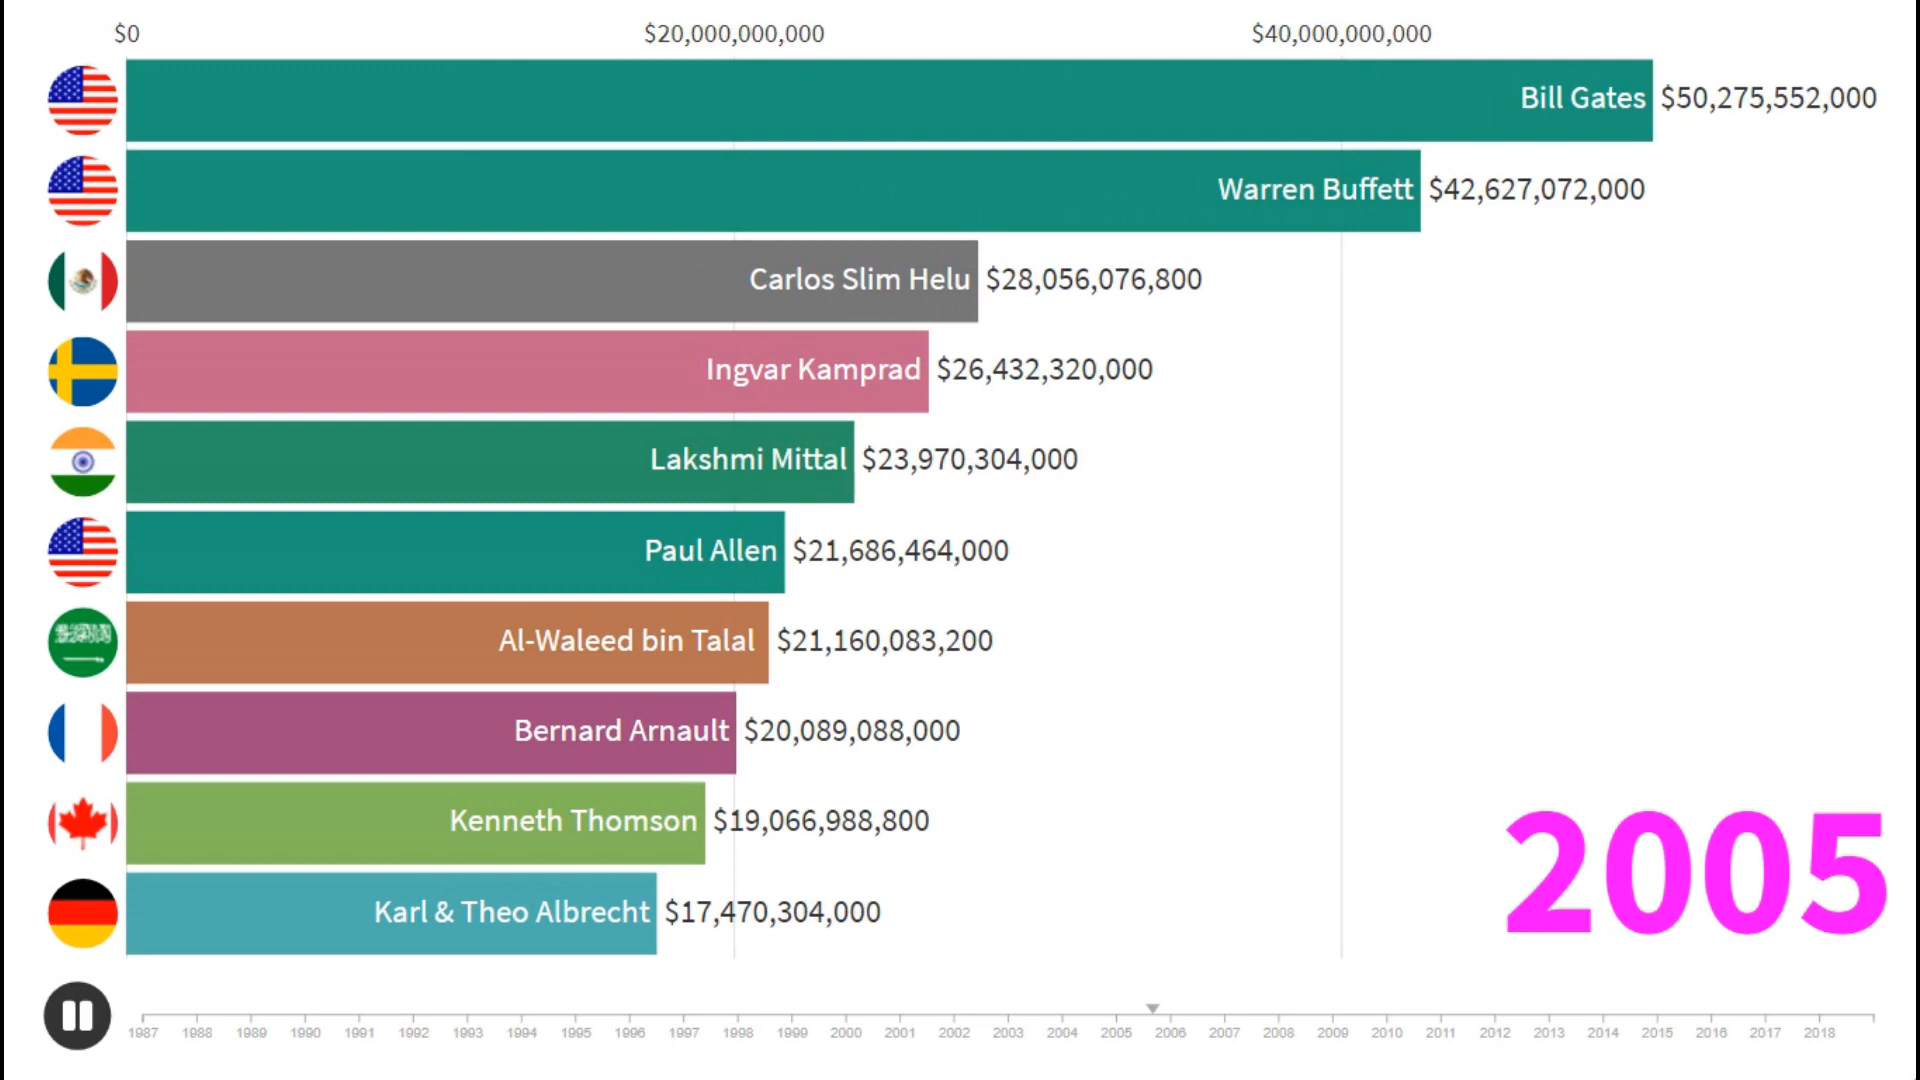 $0 $20,000,000,000 $40,000,000,000
Bill Gates $50,275,552,000
Warren Buffett $42,627,072,000
Carlos Slim Helu $28,056,076,800
Ingvar Kamprad $26,432,320,000
Lakshmi Mittal $23,970,304,000
Paul Allen $21,686,464,000
Al-Waleed bin Talal $21,160,083,200
Bernard Arnault $20,089,088,000
Kenneth Thomson $19,066,988,800
Karl & Theo Albrecht $17,470,304,000
2005
1987 1988 1989 1990 1991 1992 1993 1994 1995 1996 1997 1998 1999 2000 2001 2002 2003 2004 2005 2006 2007 2008 2009 2010 2011 2012 2013 2014 2015 2016 2017 2018